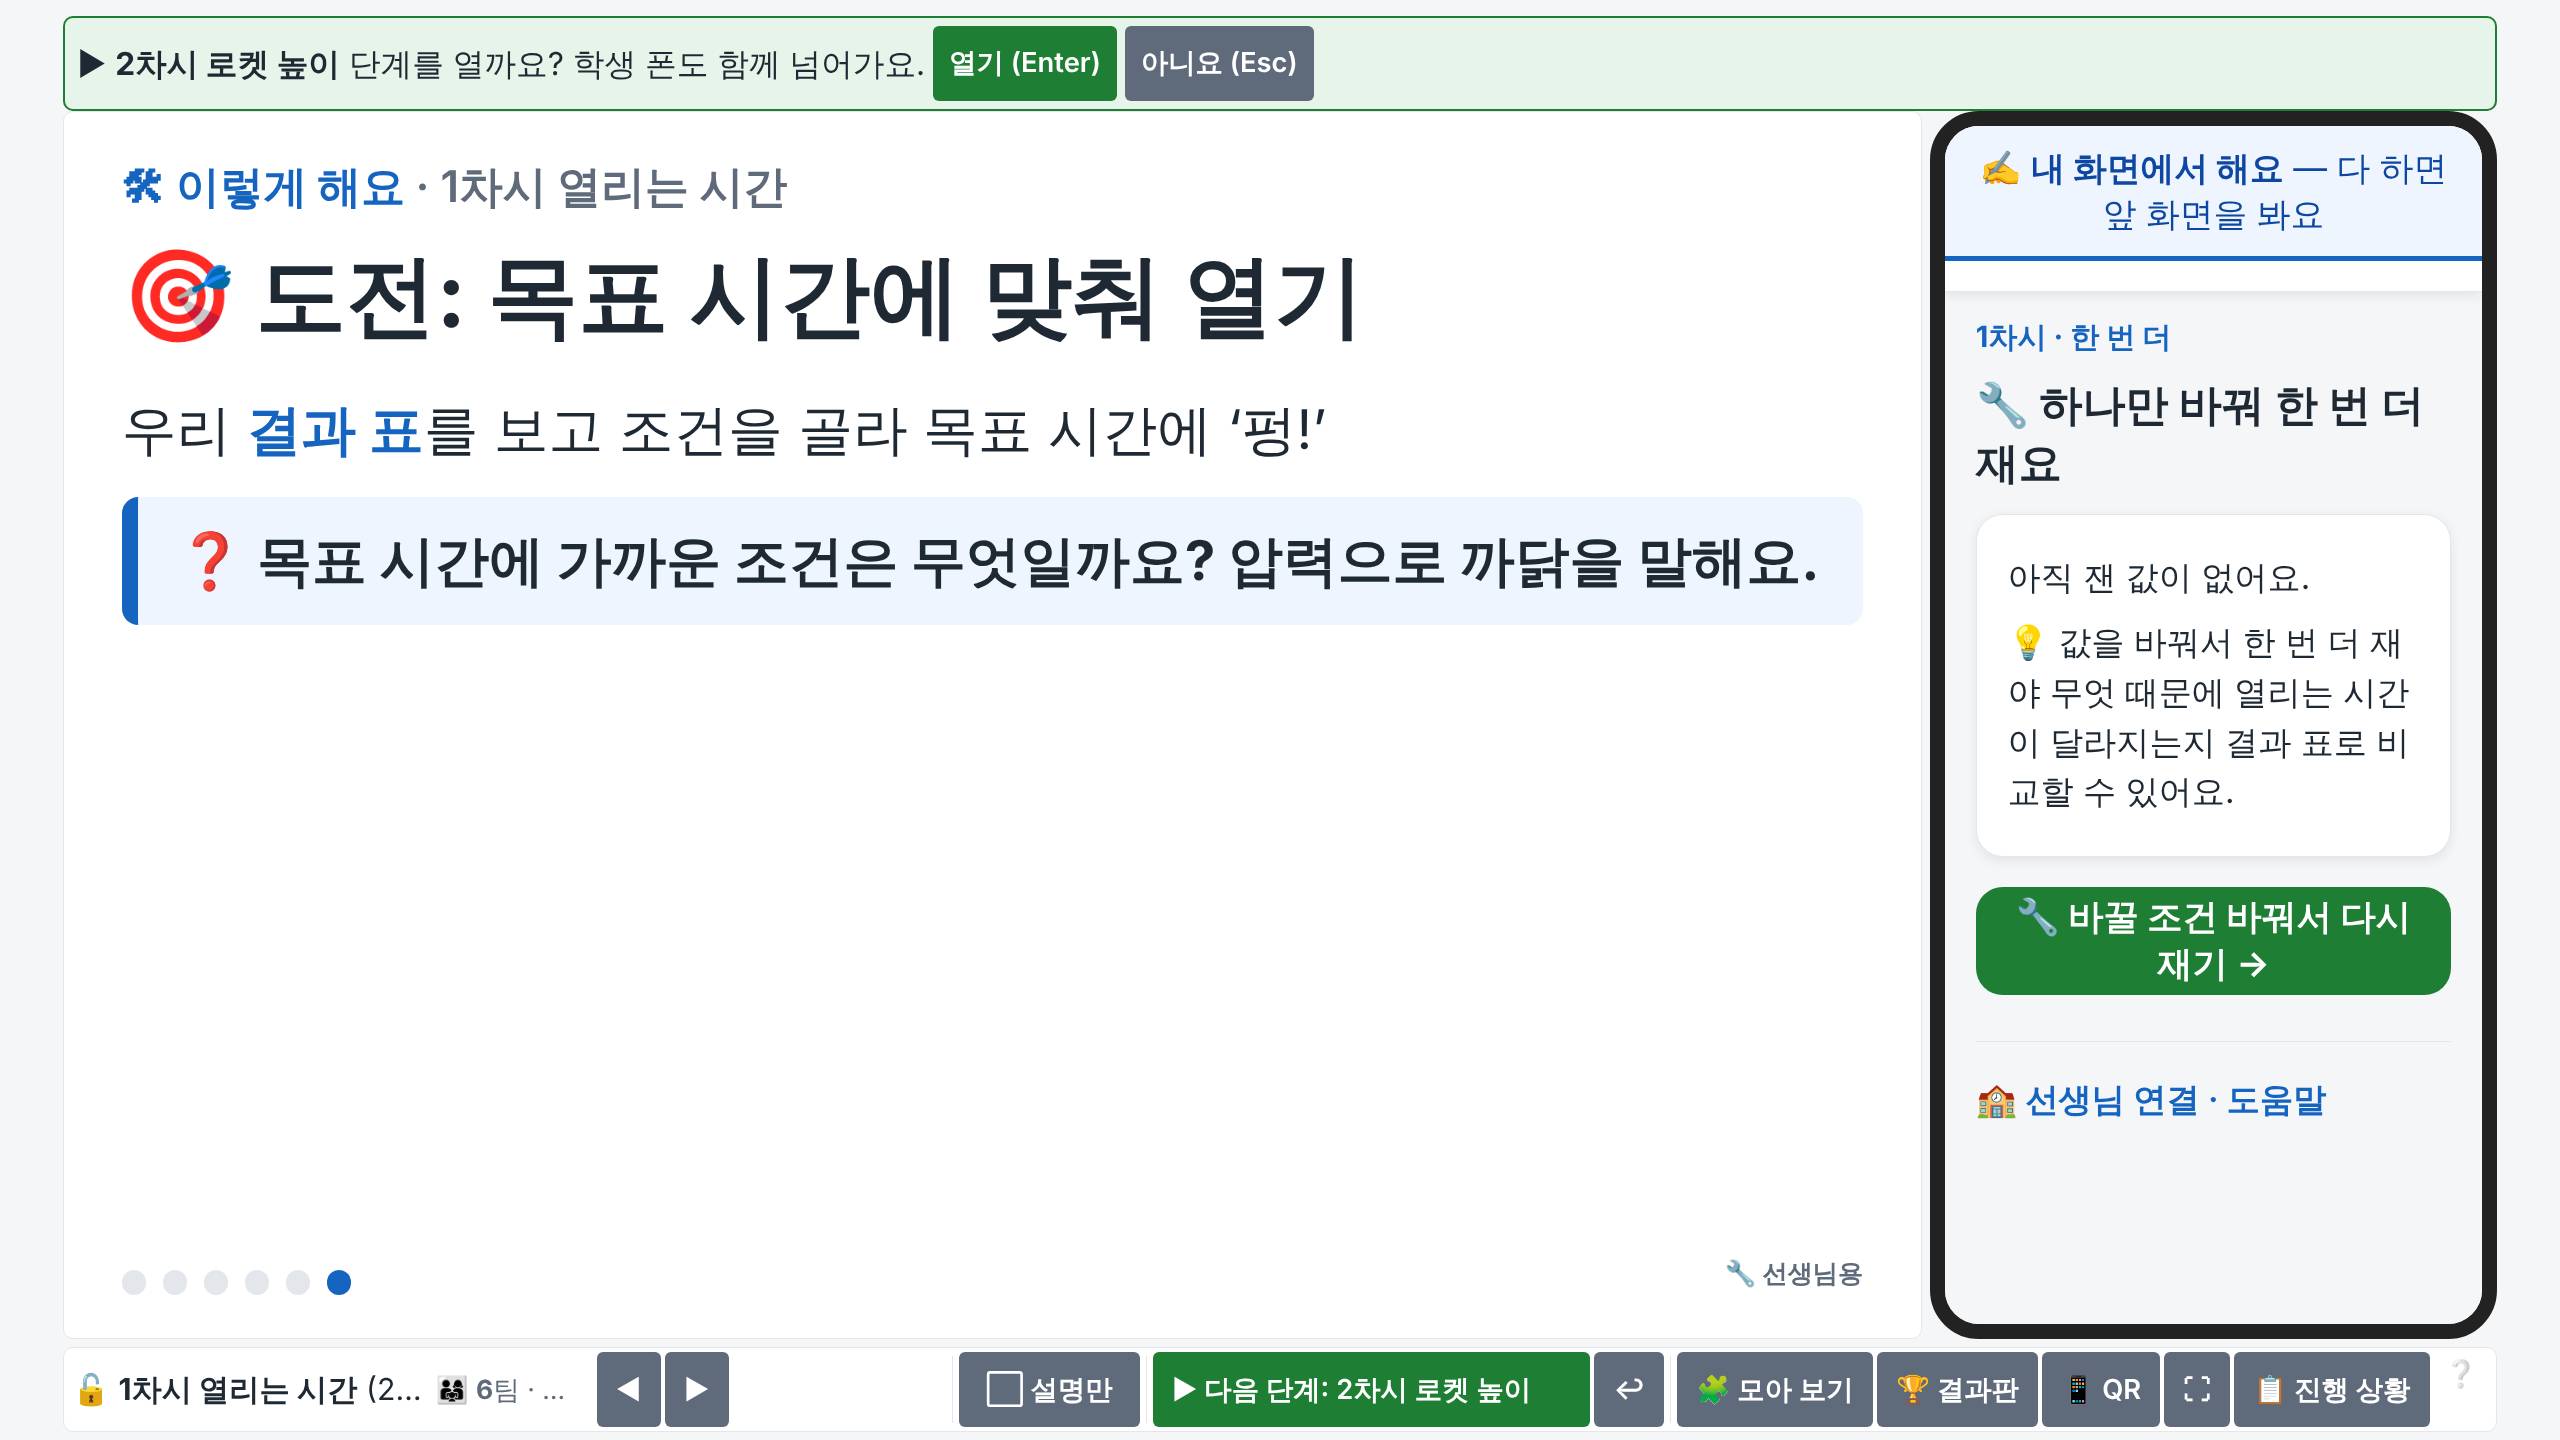 ▶ 2차시 로켓 높이 단계를 열까요? 학생 폰도 함께 넘어가요. 열기 (Enter) 아니요 (Esc)
🛠 이렇게 해요 · 1차시 열리는 시간
🎯 도전: 목표 시간에 맞춰 열기
우리 결과 표를 보고 조건을 골라 목표 시간에 ‘펑!’
❓ 목표 시간에 가까운 조건은 무엇일까요? 압력으로 까닭을 말해요.
🔧 선생님용
✍️ 내 화면에서 해요 — 다 하면
앞 화면을 봐요
1차시 · 한 번 더
🔧 하나만 바꿔 한 번 더
재요
아직 잰 값이 없어요.
💡 값을 바꿔서 한 번 더 재
야 무엇 때문에 열리는 시간
이 달라지는지 결과 표로 비
교할 수 있어요.
🔧 바꿀 조건 바꿔서 다시
재기 →
🏫 선생님 연결 · 도움말
🔓 1차시 열리는 시간 (2... 👨‍👩‍👧 6팀 · ... ◀ ▶ 설명만 ▶ 다음 단계: 2차시 로켓 높이 ↩ 🧩 모아 보기 🏆 결과판 📱 QR ⛶ 📋 진행 상황 ❔